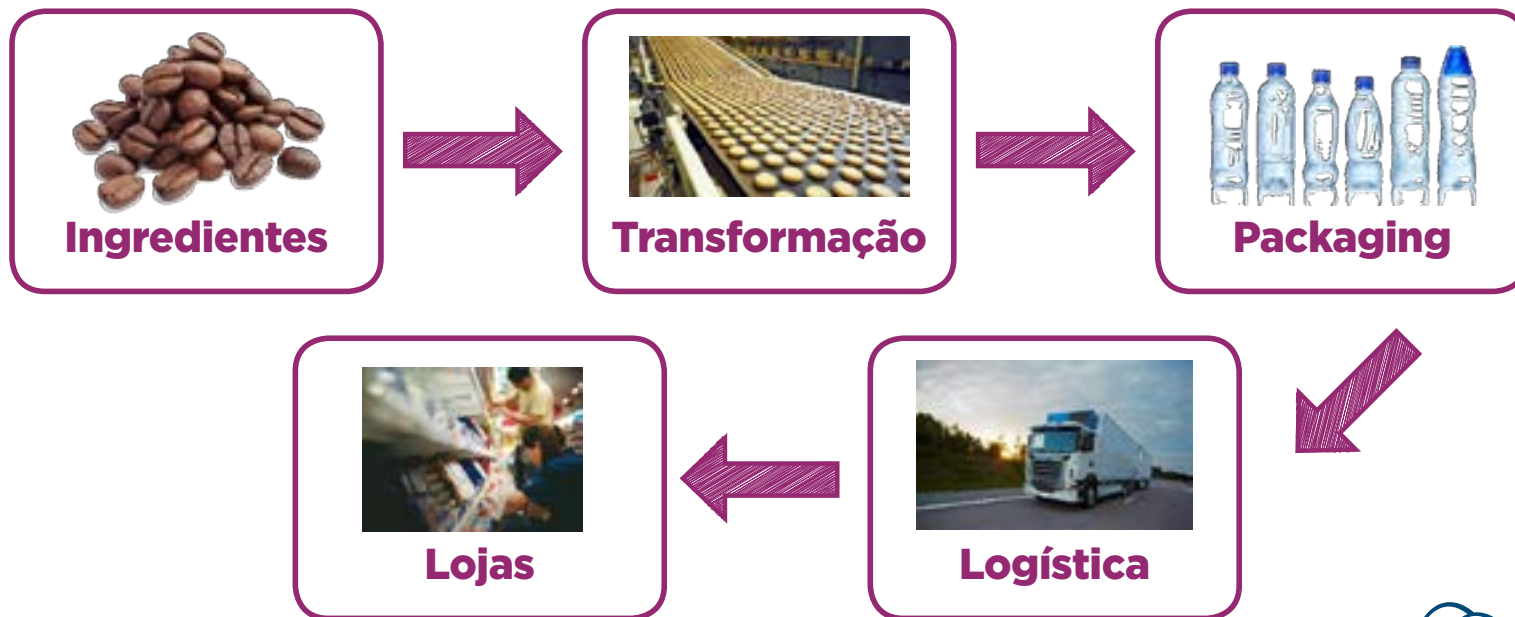 Ingredientes
Transformação
Packaging
Logística
Lojas